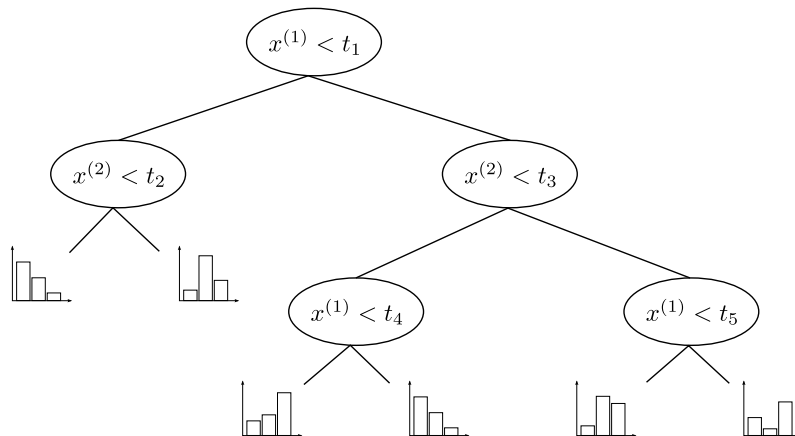 x^(1) < t_1
x^(2) < t_2
x^(2) < t_3
x^(1) < t_4
x^(1) < t_5